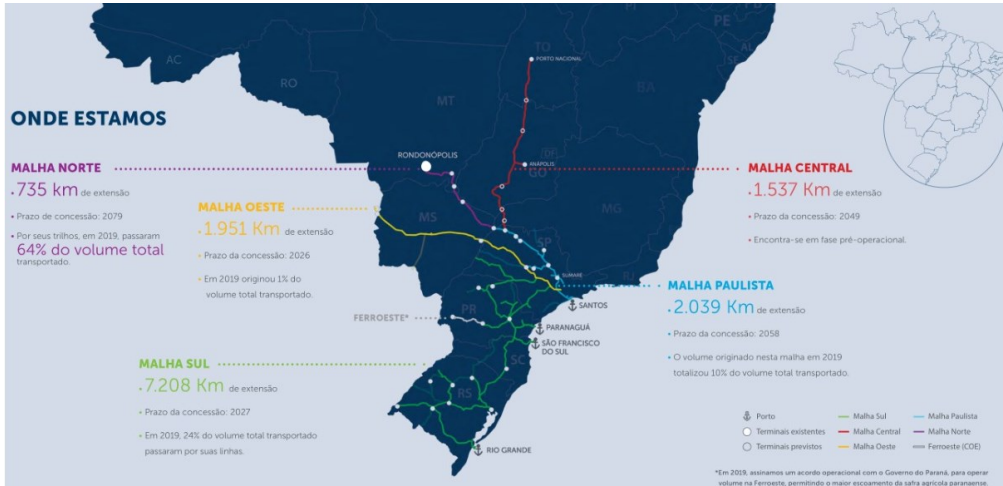 ONDE ESTAMOS
MALHA NORTE
• 735 km de extensão
• Prazo de concessão: 2079
• Por seus trilhos, em 2019, passaram
64% do volume total
transportado.
MALHA OESTE
• 1.951 Km de extensão
• Prazo da concessão: 2026
• Em 2019 originou 1% do
volume total transportado.
FERROESTE*
MALHA SUL
• 7.208 Km de extensão
• Prazo da concessão: 2027
• Em 2019, 24% do volume total transportado
passaram por suas linhas.
AC
RO
MT
TO
PI
PE
AL
SE
BA
DF
GO
MG
MS
SP
RJ
PR
SC
RS
PORTO NACIONAL
RONDONÓPOLIS
ANÁPOLIS
SUMARÉ
SANTOS
PARANAGUÁ
SÃO FRANCISCO
DO SUL
RIO GRANDE
MALHA CENTRAL
• 1.537 Km de extensão
• Prazo da concessão: 2049
• Encontra-se em fase pré-operacional.
MALHA PAULISTA
• 2.039 Km de extensão
• Prazo da concessão: 2058
• O volume originado nesta malha em 2019
totalizou 10% do volume total transportado.
Porto
Terminais existentes
Terminais previstos
Malha Sul
Malha Central
Malha Oeste
Malha Paulista
Malha Norte
Ferroeste (COE)
*Em 2019, assinamos um acordo operacional com o Governo do Paraná, para operar
volume na Ferroeste, permitindo o maior escoamento da safra agrícola paranaense.